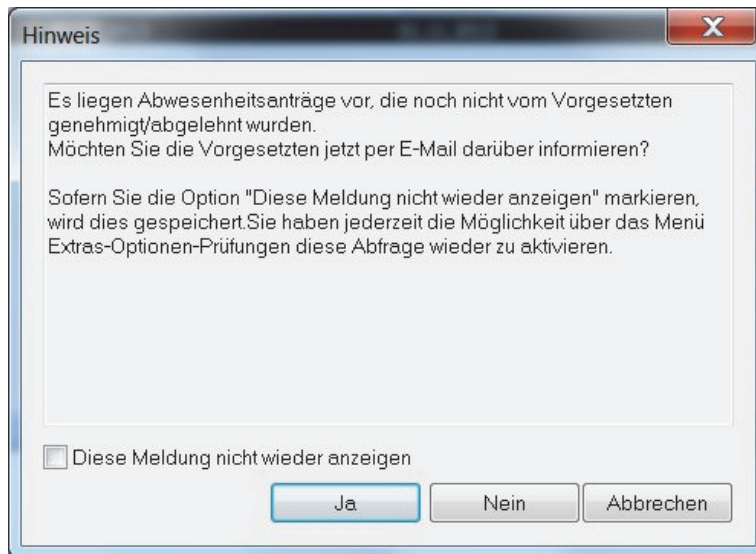 Hinweis
Es liegen Abwesenheitsanträge vor, die noch nicht vom Vorgesetzten
genehmigt/abgelehnt wurden.
Möchten Sie die Vorgesetzten jetzt per E-Mail darüber informieren?
Sofern Sie die Option "Diese Meldung nicht wieder anzeigen" markieren,
wird dies gespeichert.Sie haben jederzeit die Möglichkeit über das Menü
Extras-Optionen-Prüfungen diese Abfrage wieder zu aktivieren.
Diese Meldung nicht wieder anzeigen
Ja Nein Abbrechen